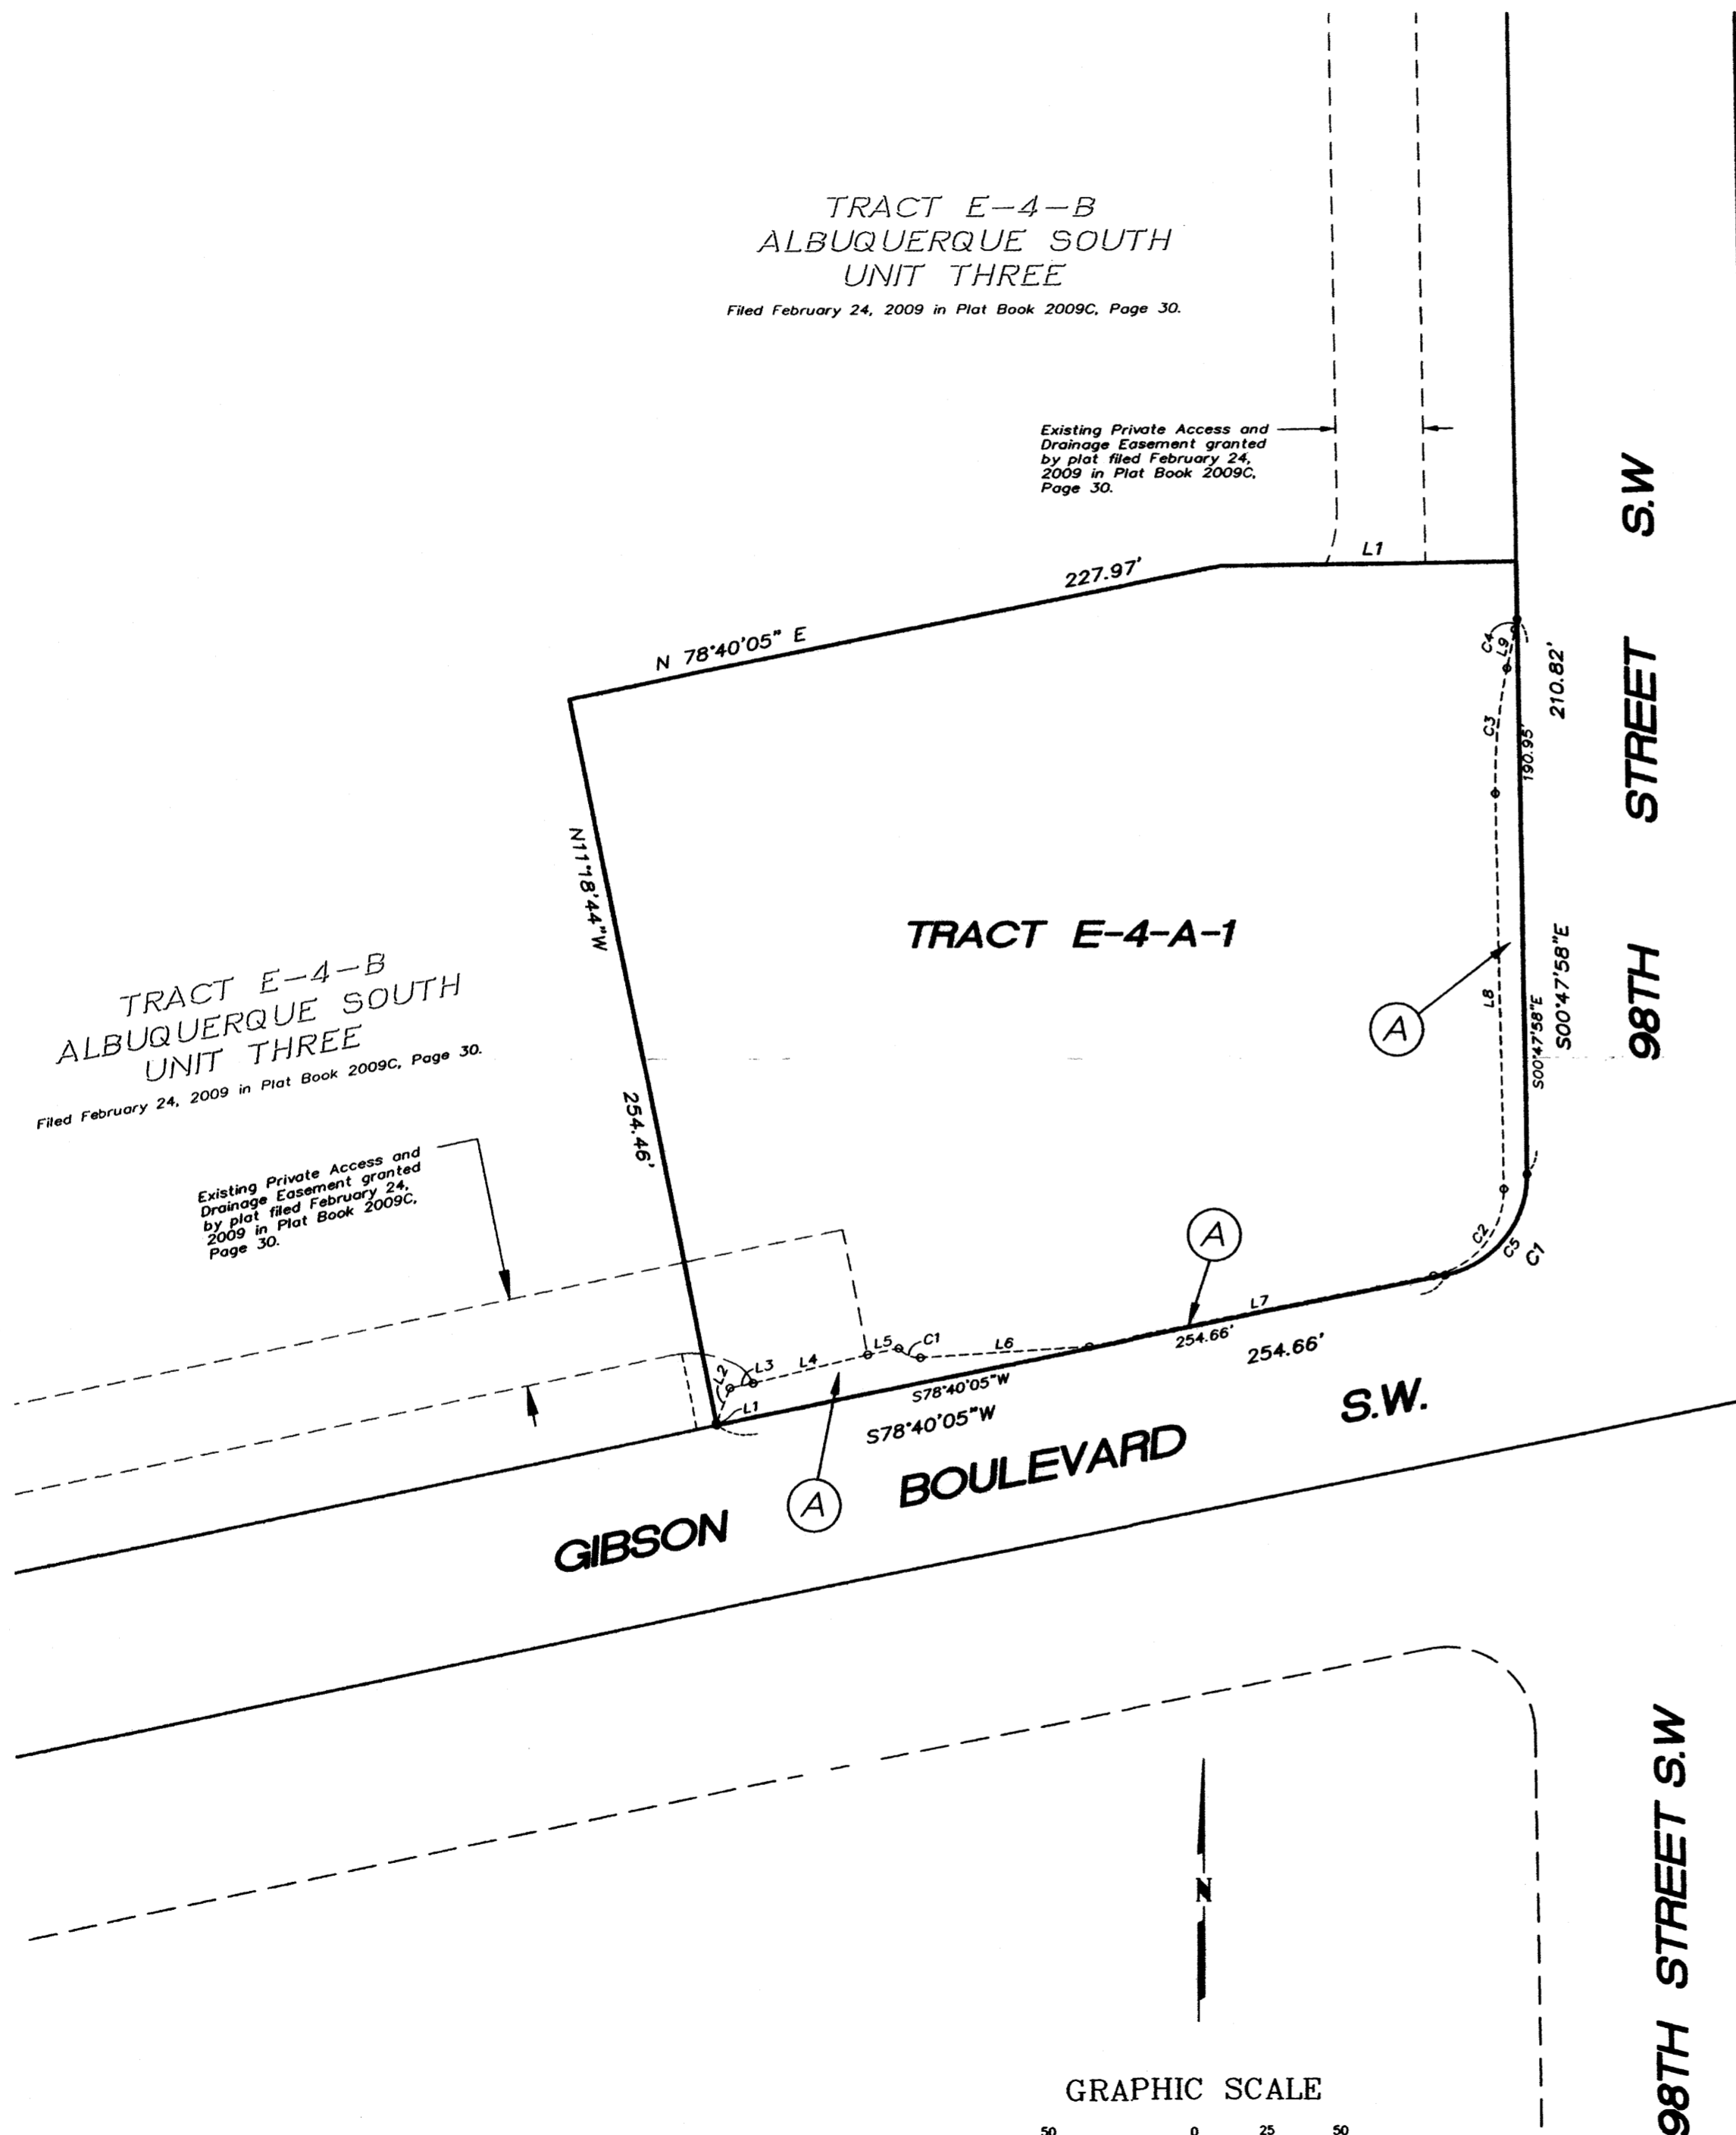 TRACT E-4-B
ALBUQUERQUE SOUTH
UNIT THREE
Filed February 24, 2009 in Plat Book 2009C, Page 30.
Existing Private Access and
Drainage Easement granted
by plat filed February 24,
2009 in Plat Book 2009C,
Page 30.
L1
227.97'
N 78°40'05" E
C4
L9
C3
190.95'
210.82'
98TH STREET S.W
N11°18'44"W
254.46'
TRACT E-4-A-1
A
L8
S00°47'58"E
S00°47'58"E
TRACT E-4-B
ALBUQUERQUE SOUTH
UNIT THREE
Filed February 24, 2009 in Plat Book 2009C, Page 30.
Existing Private Access and
Drainage Easement granted
by plat filed February 24,
2009 in Plat Book 2009C,
Page 30.
A
C2
C5
C1
L7
254.66'
254.66'
L2
L3
L4
L5
C1
L6
L1
S78°40'05"W
S78°40'05"W
A
GIBSON BOULEVARD S.W.
N
98TH STREET S.W
GRAPHIC SCALE
50 0 25 50